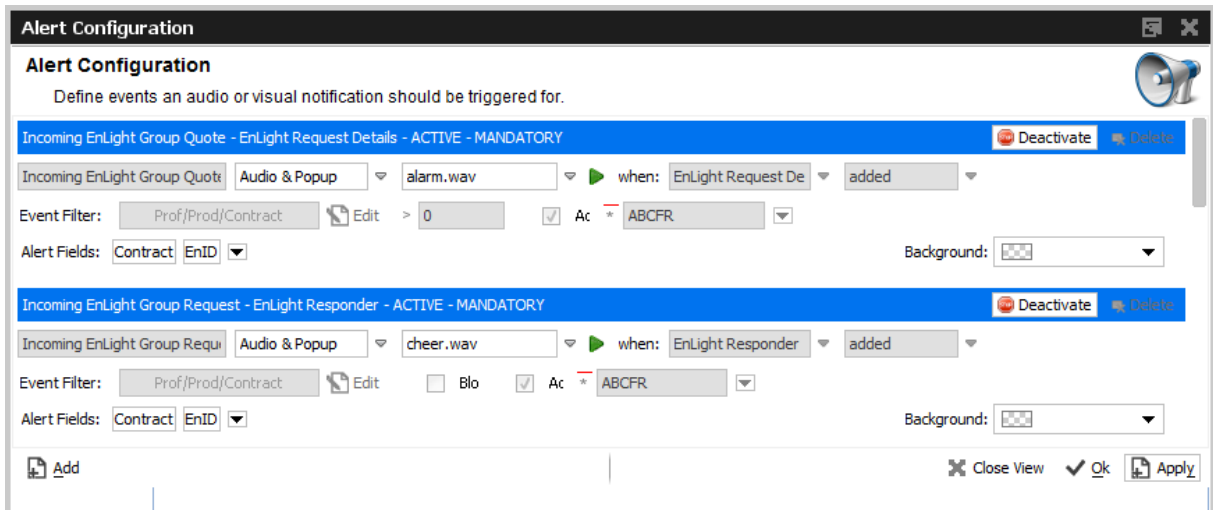 Alert Configuration
Alert Configuration
Define events an audio or visual notification should be triggered for.
Incoming EnLight Group Quote - EnLight Request Details - ACTIVE - MANDATORY Deactivate Delete
Incoming EnLight Group Quote Audio & Popup alarm.wav when: EnLight Request De added
Event Filter: Prof/Prod/Contract Edit > 0 Ac * ABCFR
Alert Fields: Contract EnID Background:
Incoming EnLight Group Request - EnLight Responder - ACTIVE - MANDATORY Deactivate Delete
Incoming EnLight Group Reque Audio & Popup cheer.wav when: EnLight Responder added
Event Filter: Prof/Prod/Contract Edit Blo Ac * ABCFR
Alert Fields: Contract EnID Background:
Add Close View Ok Apply